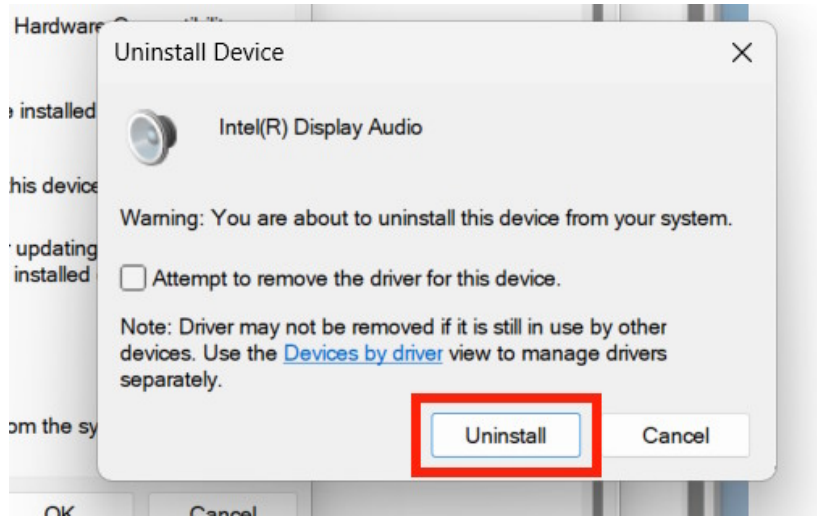 Hardware
Uninstall Device
installed
Intel(R) Display Audio
this device
Warning: You are about to uninstall this device from your system.
updating
installed
Attempt to remove the driver for this device.
Note: Driver may not be removed if it is still in use by other
devices. Use the Devices by driver view to manage drivers
separately.
om the sy
Uninstall
Cancel
OK
Cancel